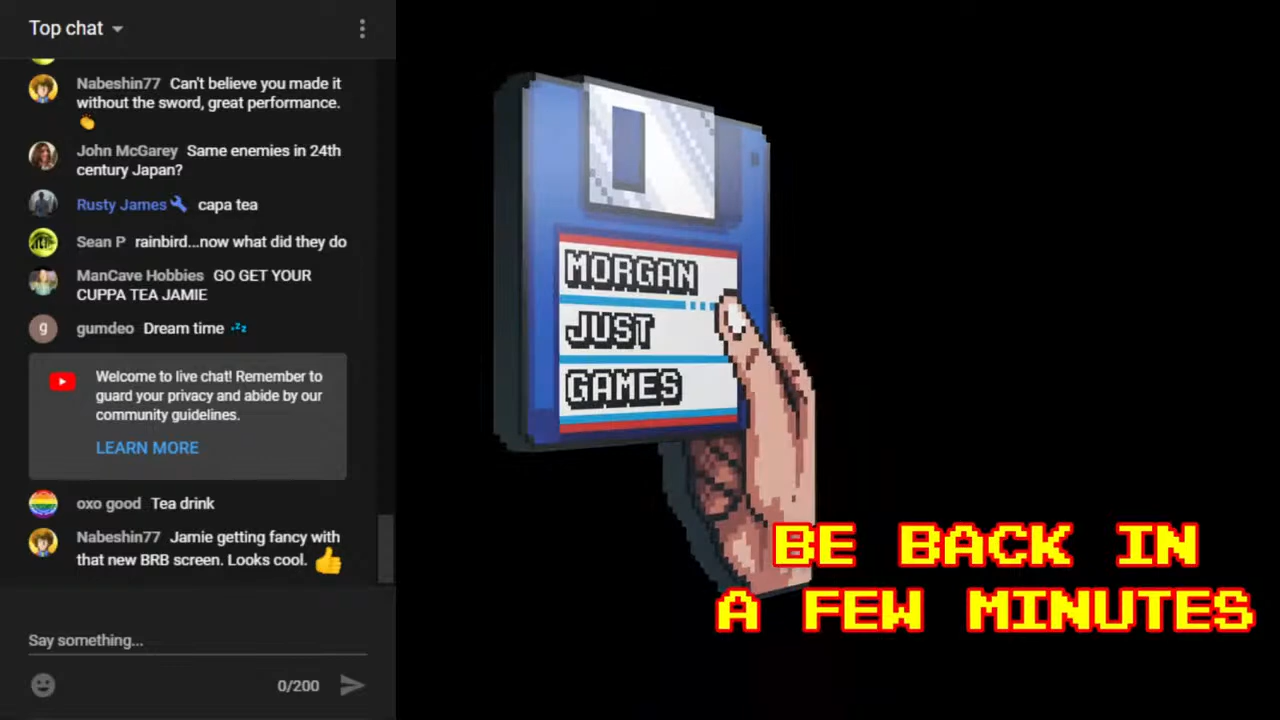 Top chat
Nabeshin77 Can't believe you made it
without the sword, great performance.
John McGarey Same enemies in 24th
century Japan?
Rusty James capa tea
Sean P rainbird...now what did they do
ManCave Hobbies GO GET YOUR
CUPPA TEA JAMIE
g gumdeo Dream time 💤
Welcome to live chat! Remember to
guard your privacy and abide by our
community guidelines.
LEARN MORE
oxo good Tea drink
Nabeshin77 Jamie getting fancy with
that new BRB screen. Looks cool.
Say something...
0/200
MORGAN
JUST
GAMES
BE BACK IN
A FEW MINUTES